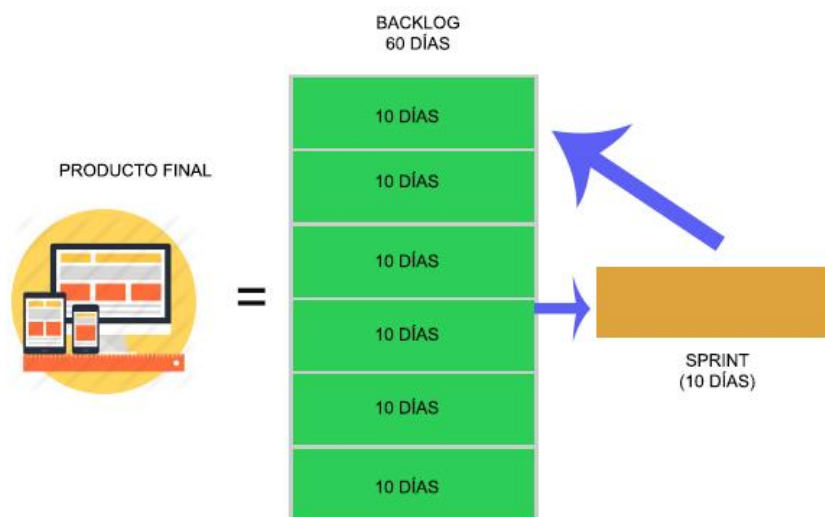 BACKLOG
60 DÍAS
10 DÍAS
PRODUCTO FINAL
10 DÍAS
10 DÍAS
=
10 DÍAS
SPRINT
(10 DÍAS)
10 DÍAS
10 DÍAS